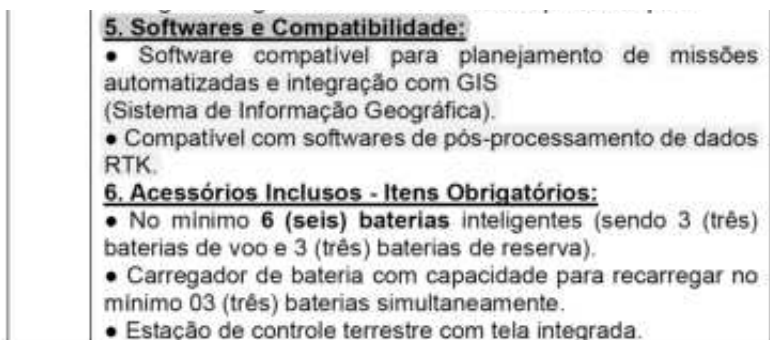 5. Softwares e Compatibilidade:
● Software compatível para planejamento de missões
automatizadas e integração com GIS
(Sistema de Informação Geográfica).
● Compatível com softwares de pós-processamento de dados
RTK.
6. Acessórios Inclusos - Itens Obrigatórios:
● No mínimo 6 (seis) baterias inteligentes (sendo 3 (três)
baterias de voo e 3 (três) baterias de reserva).
● Carregador de bateria com capacidade para recarregar no
mínimo 03 (três) baterias simultaneamente.
● Estação de controle terrestre com tela integrada.